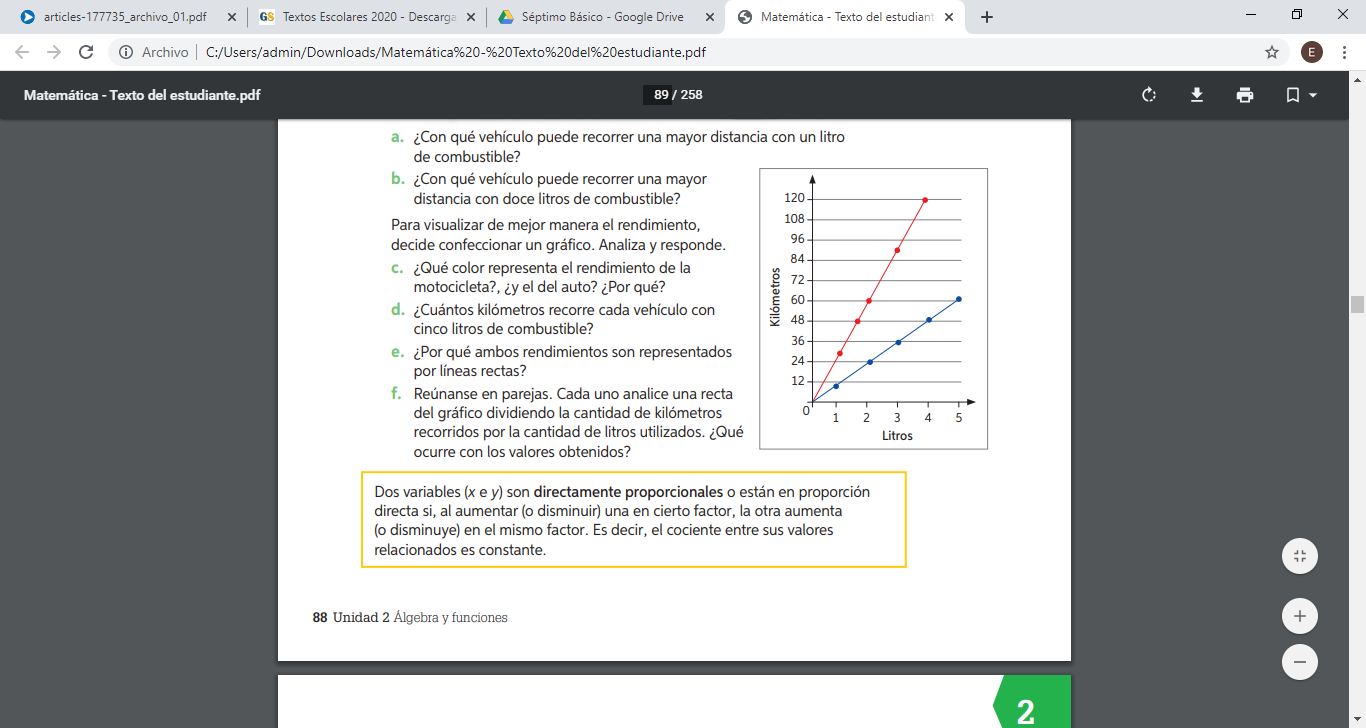 articles-177735_archivo_01.pdf
GS Textos Escolares 2020 - Descarga
Séptimo Básico - Google Drive
Matemática - Texto del estudiant
Archivo C:/Users/admin/Downloads/Matemática%20-%20Texto%20del%20estudiante.pdf
E
Matemática - Texto del estudiante.pdf
89 / 258
a. ¿Con qué vehículo puede recorrer una mayor distancia con un litro
de combustible?
b. ¿Con qué vehículo puede recorrer una mayor
distancia con doce litros de combustible?
Para visualizar de mejor manera el rendimiento,
decide confeccionar un gráfico. Analiza y responde.
c. ¿Qué color representa el rendimiento de la
motocicleta?, ¿y el del auto? ¿Por qué?
d. ¿Cuántos kilómetros recorre cada vehículo con
cinco litros de combustible?
e. ¿Por qué ambos rendimientos son representados
por líneas rectas?
f. Reúnanse en parejas. Cada uno analice una recta
del gráfico dividiendo la cantidad de kilómetros
recorridos por la cantidad de litros utilizados. ¿Qué
ocurre con los valores obtenidos?
Kilómetros
120
108
96
84
72
60
48
36
24
12
0
1 2 3 4 5
Litros
Dos variables (x e y) son directamente proporcionales o están en proporción
directa si, al aumentar (o disminuir) una en cierto factor, la otra aumenta
(o disminuye) en el mismo factor. Es decir, el cociente entre sus valores
relacionados es constante.
88 Unidad 2 Álgebra y funciones
2